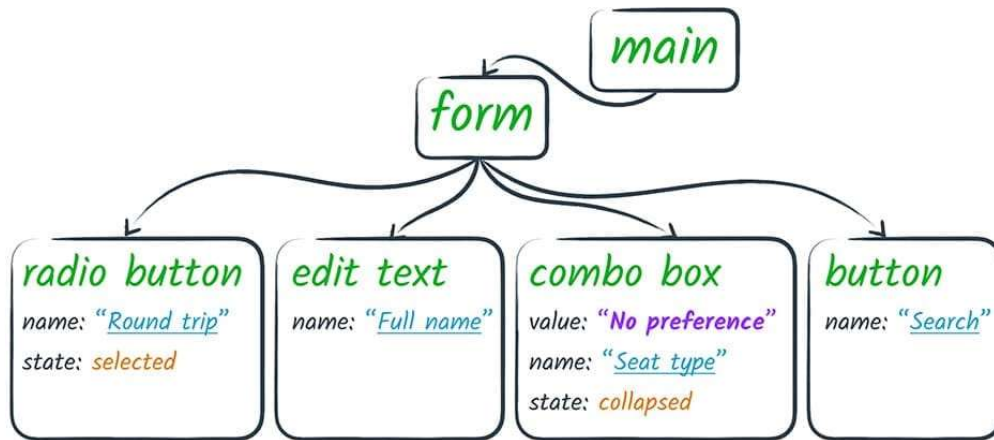 main
form
radio button
name: “Round trip”
state: selected
edit text
name: “Full name”
combo box
value: “No preference”
name: “Seat type”
state: collapsed
button
name: “Search”